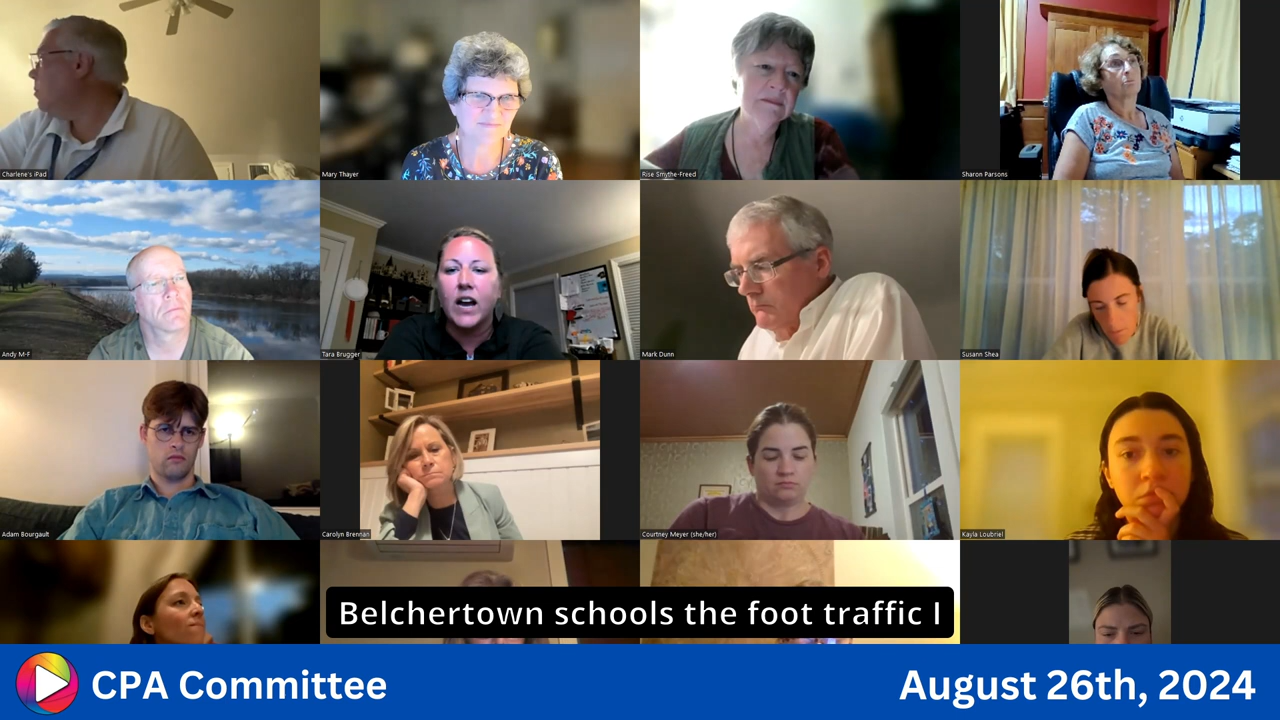 Charlene's iPad
Mary Thayer
Rise Smythe-Freed
Sharon Parsons
Andy M-F
Tara Brugger
Mark Dunn
Susann Shea
Adam Bourgault
Carolyn Brennan
Courtney Meyer (she/her)
Kayla Loubriel
Belchertown schools the foot traffic I
CPA Committee
August 26th, 2024